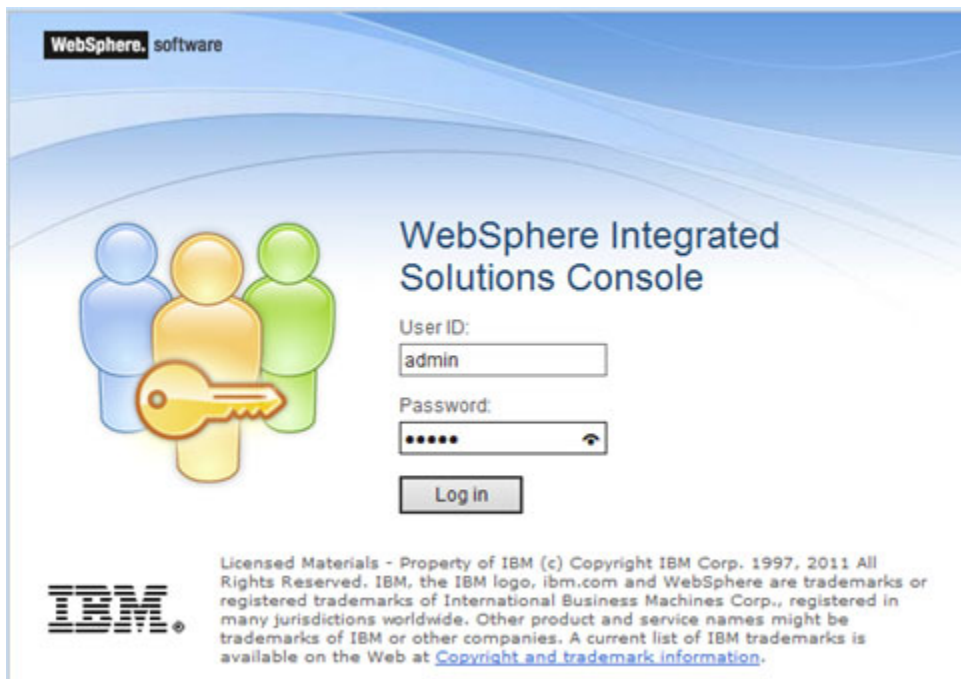 WebSphere. software
WebSphere Integrated
Solutions Console
User ID:
admin
Password:
•••••
Log in
Licensed Materials - Property of IBM (c) Copyright IBM Corp. 1997, 2011 All
Rights Reserved. IBM, the IBM logo, ibm.com and WebSphere are trademarks or
registered trademarks of International Business Machines Corp., registered in
many jurisdictions worldwide. Other product and service names might be
trademarks of IBM or other companies. A current list of IBM trademarks is
available on the Web at Copyright and trademark information.
IBM.